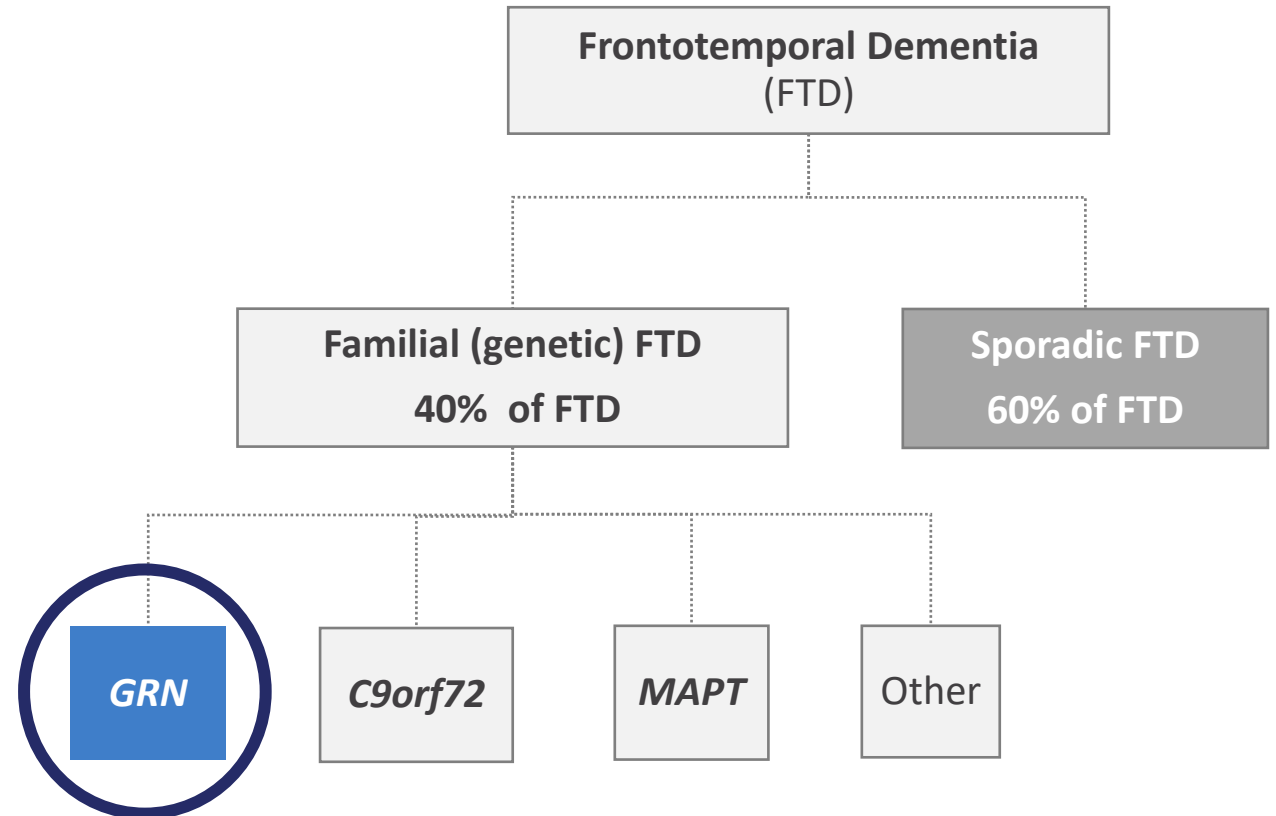 Frontotemporal Dementia
(FTD)
Familial (genetic) FTD
40% of FTD
Sporadic FTD
60% of FTD
GRN
C9orf72
MAPT
Other